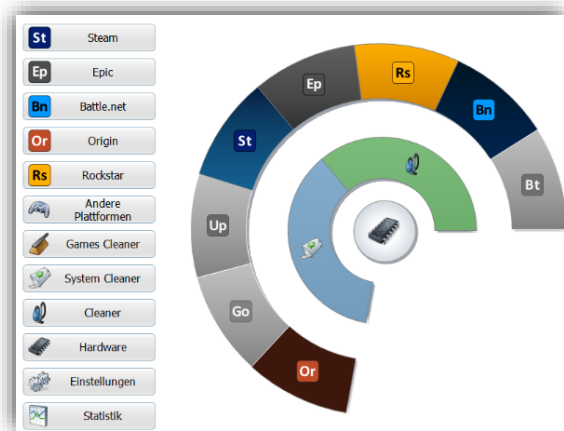 St Steam
Ep Epic
Bn Battle.net
Or Origin
Rs Rockstar
Andere
Plattformen
Games Cleaner
System Cleaner
Cleaner
Hardware
Einstellungen
Statistik
Ep
Rs
Bn
St
Bt
Up
Go
Or